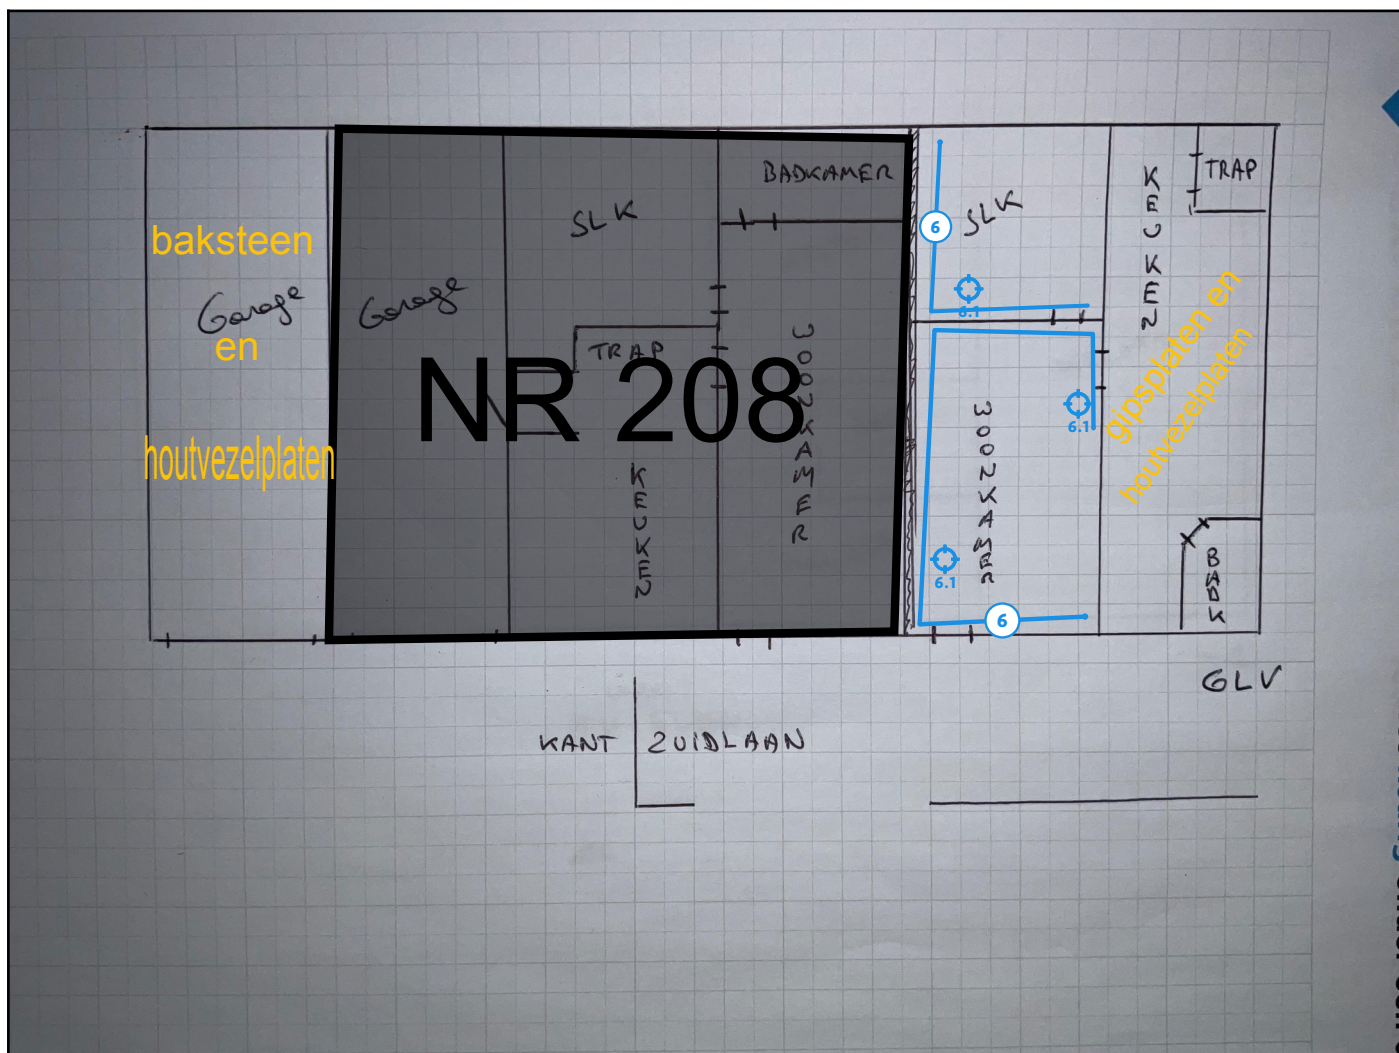 baksteen
Garage
en
houtvezelplaten
Garage
SLK
BADKAMER
TRAP
NR 208
KEUKEN
WOONKAMER
6
SLK
6.1
KEUKEN
TRAP
gipsplaten en
houtvezelplaten
6.1
WOONKAMER
6.1
6
BADK
GLV
KANT ZUIDLAAN